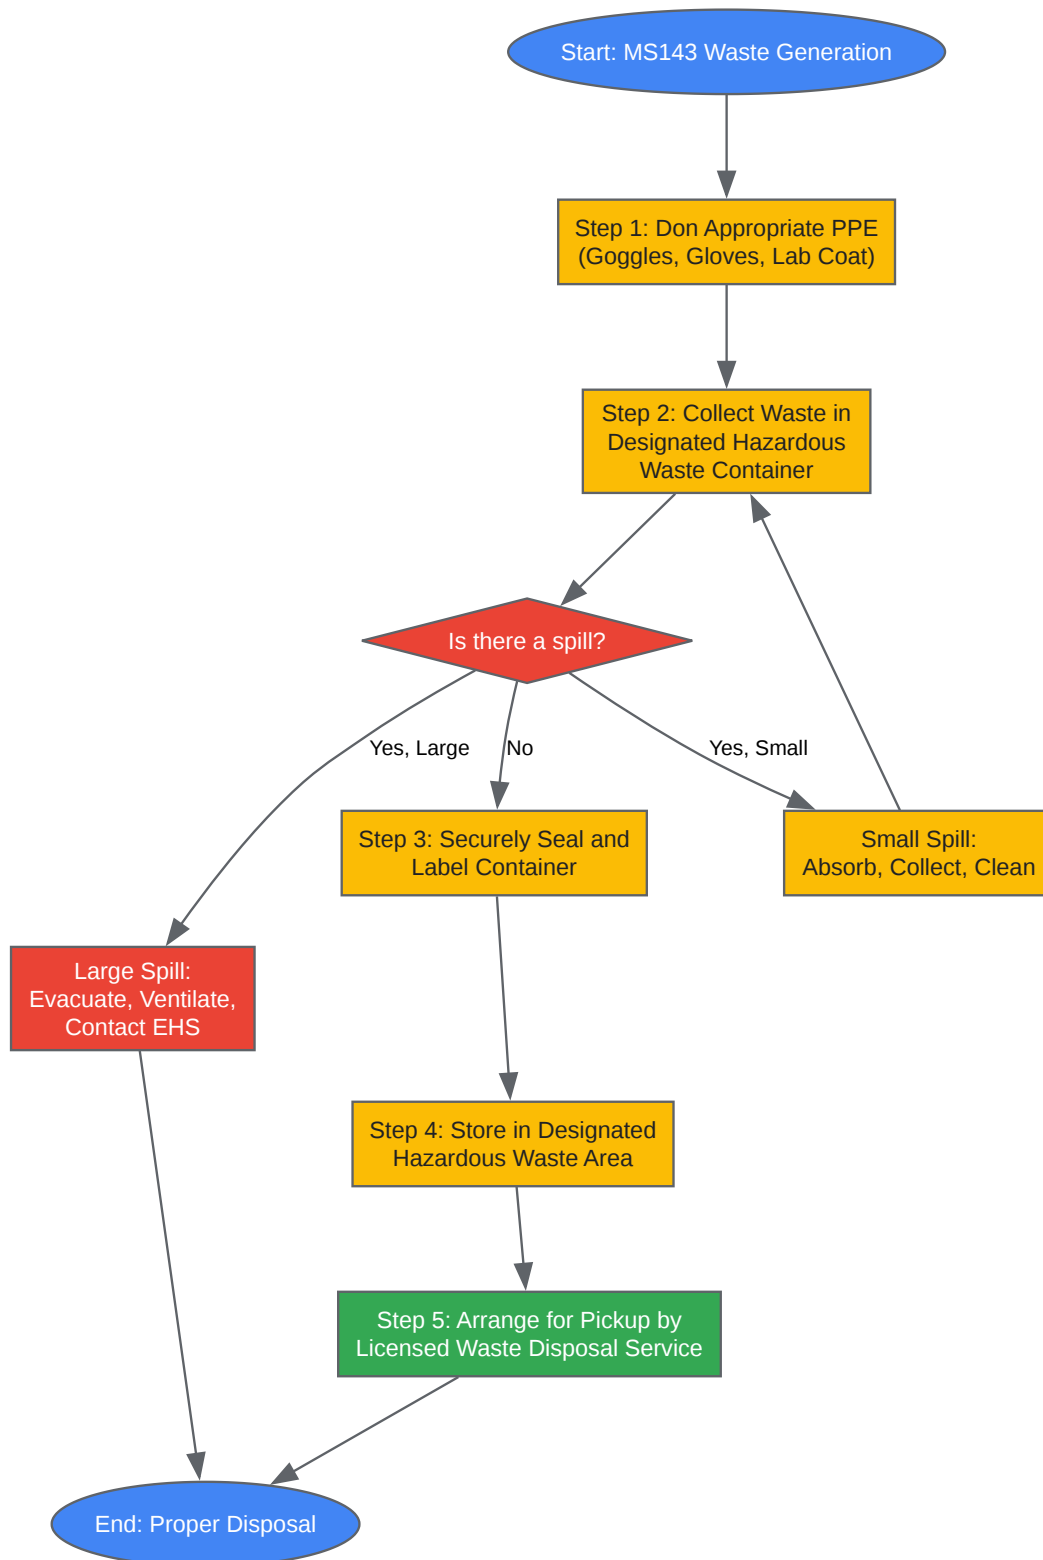 Start: MS143 Waste Generation
Step 1: Don Appropriate PPE
(Goggles, Gloves, Lab Coat)
Step 2: Collect Waste in
Designated Hazardous
Waste Container
Is there a spill?
Yes, Large
No
Yes, Small
Step 3: Securely Seal and
Label Container
Small Spill:
Absorb, Collect, Clean
Large Spill:
Evacuate, Ventilate,
Contact EHS
Step 4: Store in Designated
Hazardous Waste Area
Step 5: Arrange for Pickup by
Licensed Waste Disposal Service
End: Proper Disposal